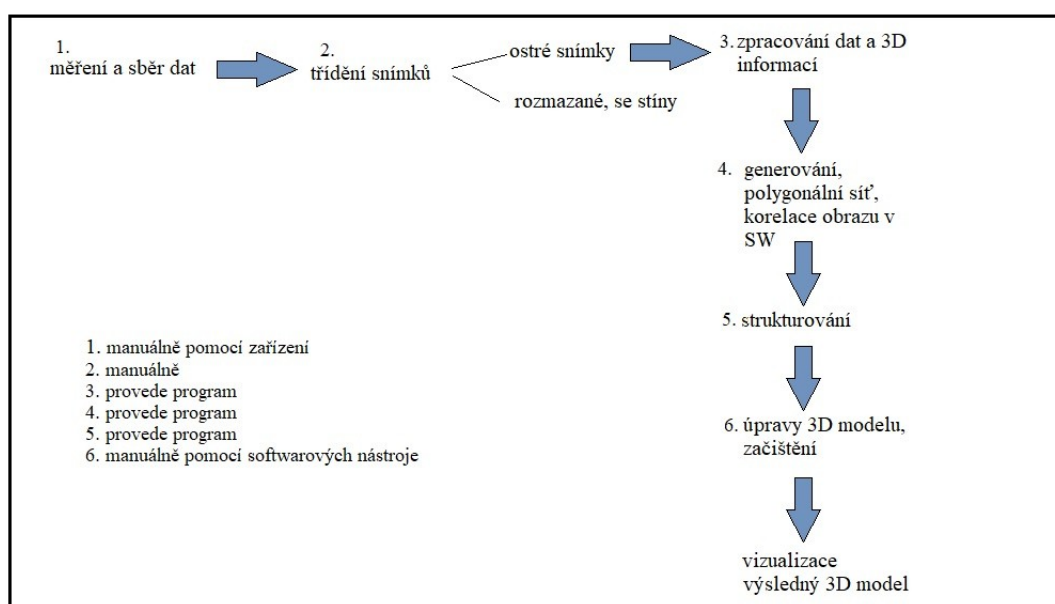 1.
měření a sběr dat
2.
třídění snímků
ostré snímky
rozmazané, se stíny
3. zpracování dat a 3D
informací
4. generování,
polygonální síť,
korelace obrazu v
SW
5. strukturování
6. úpravy 3D modelu,
začištění
vizualizace
výsledný 3D model
1. manuálně pomocí zařízení
2. manuálně
3. provede program
4. provede program
5. provede program
6. manuálně pomocí softwarových nástroje